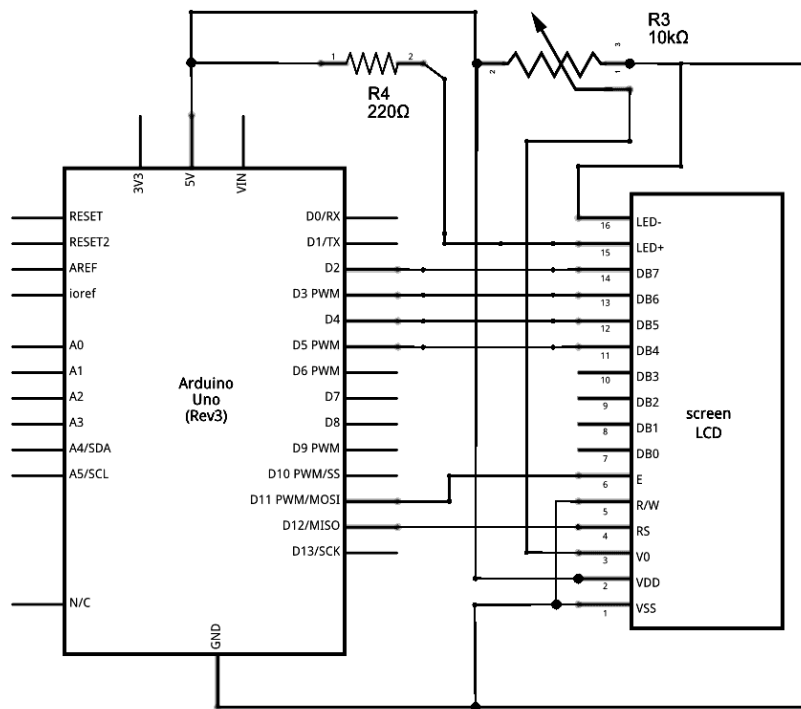 R3
10kΩ
1
2
2
3
1
R4
220Ω
3V3
5V
VIN
RESET
RESET2
AREF
ioref
A0
A1
A2
A3
A4/SDA
A5/SCL
N/C
Arduino
Uno
(Rev3)
GND
D0/RX
D1/TX
D2
D3 PWM
D4
D5 PWM
D6 PWM
D7
D8
D9 PWM
D10 PWM/SS
D11 PWM/MOSI
D12/MISO
D13/SCK
16 LED-
15 LED+
14 DB7
13 DB6
12 DB5
11 DB4
10 DB3
9 DB2
8 DB1
7 DB0
6 E
5 R/W
4 RS
3 V0
2 VDD
1 VSS
screen
LCD